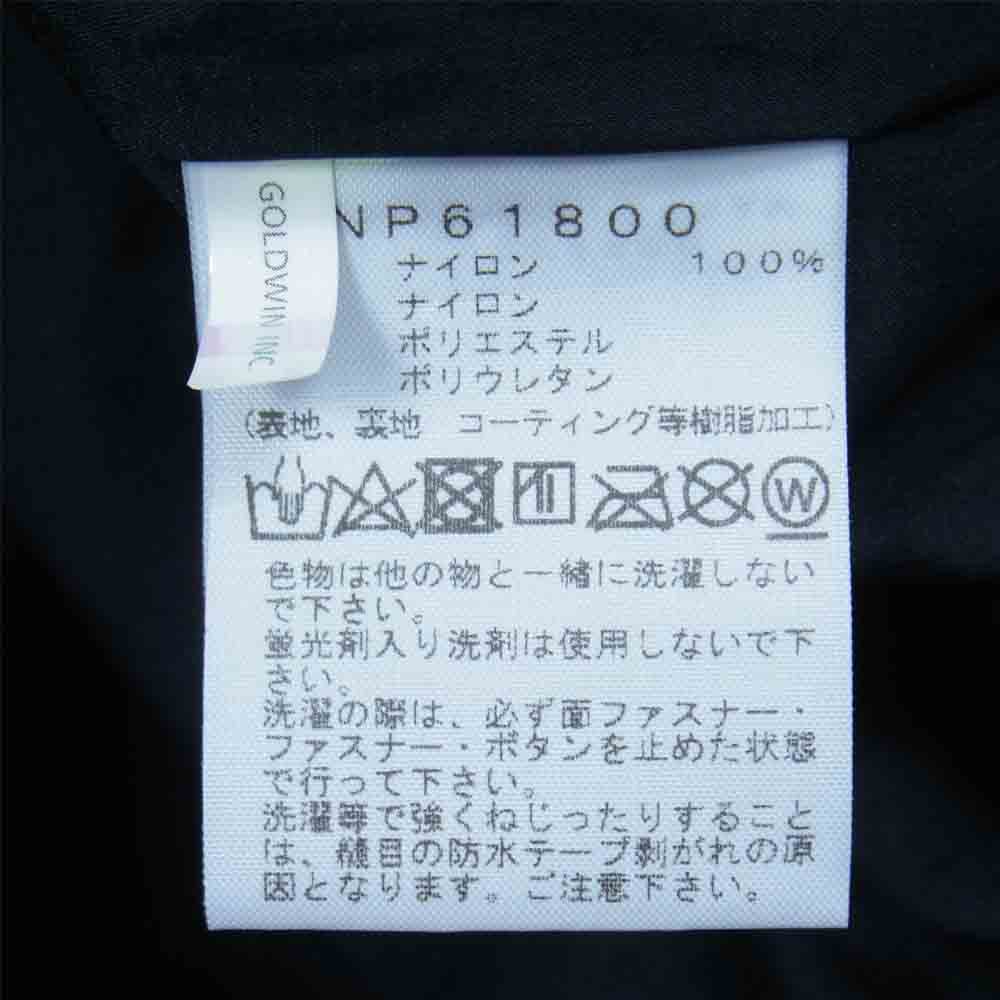 GOLDWIN INC
NP61800
ナイロン 100%
ナイロン
ポリエステル
ポリウレタン
(表地、裏地 コーティング等樹脂加工)
W
色物は他の物と一緒に洗濯しない
で下さい。
蛍光剤入り洗剤は使用しないで下
さい。
洗濯の際は、必ず面ファスナー・
ファスナー・ボタンを止めた状態
で行って下さい。
洗濯等で強くねじったりすること
は、縫目の防水テープ剥がれの原
因となります。ご注意下さい。